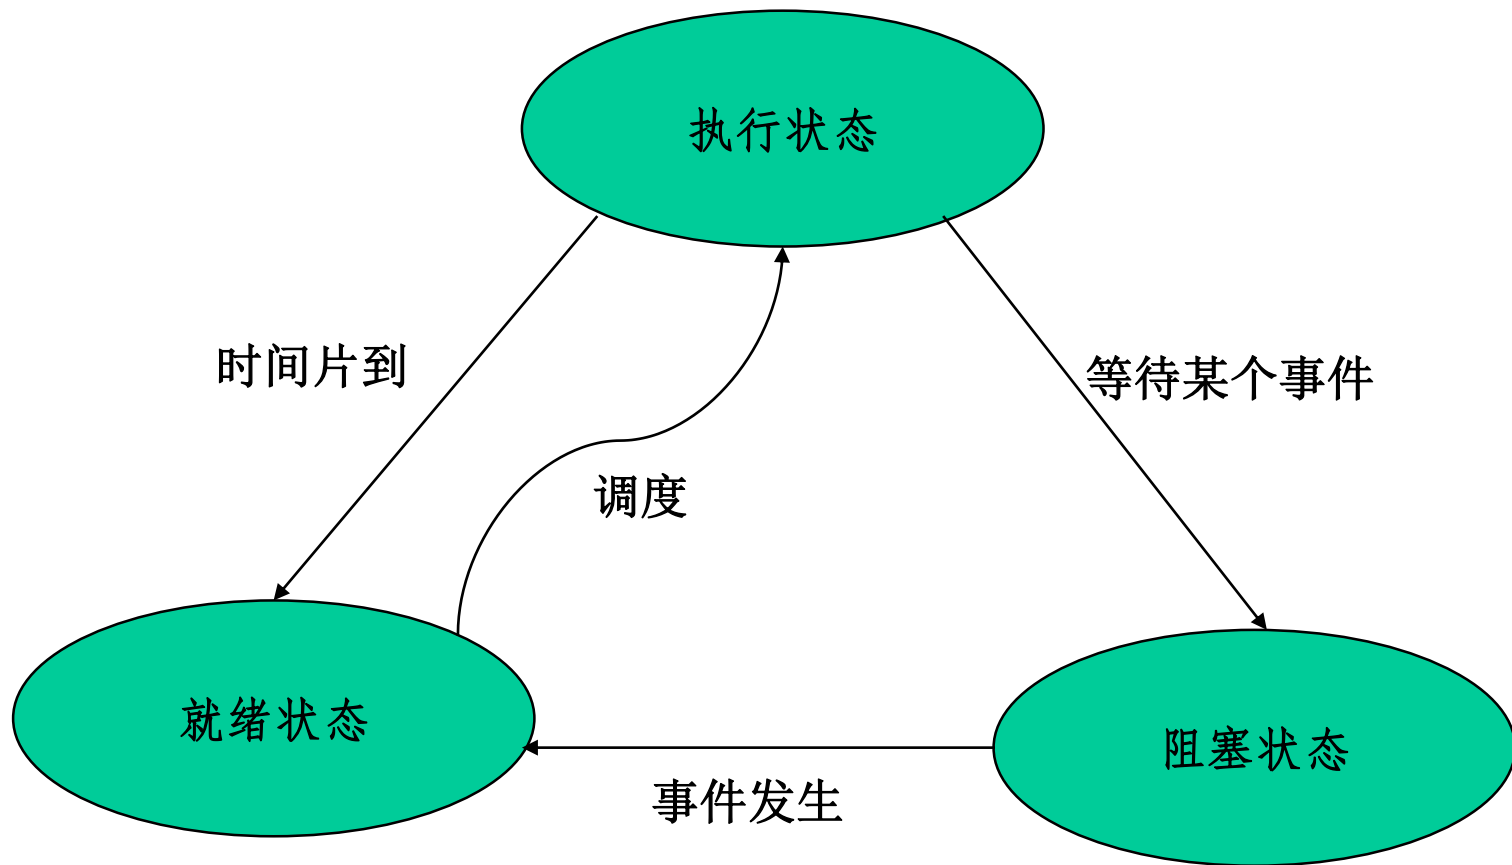 执行状态
时间片到
等待某个事件
调度
就绪状态
阻塞状态
事件发生